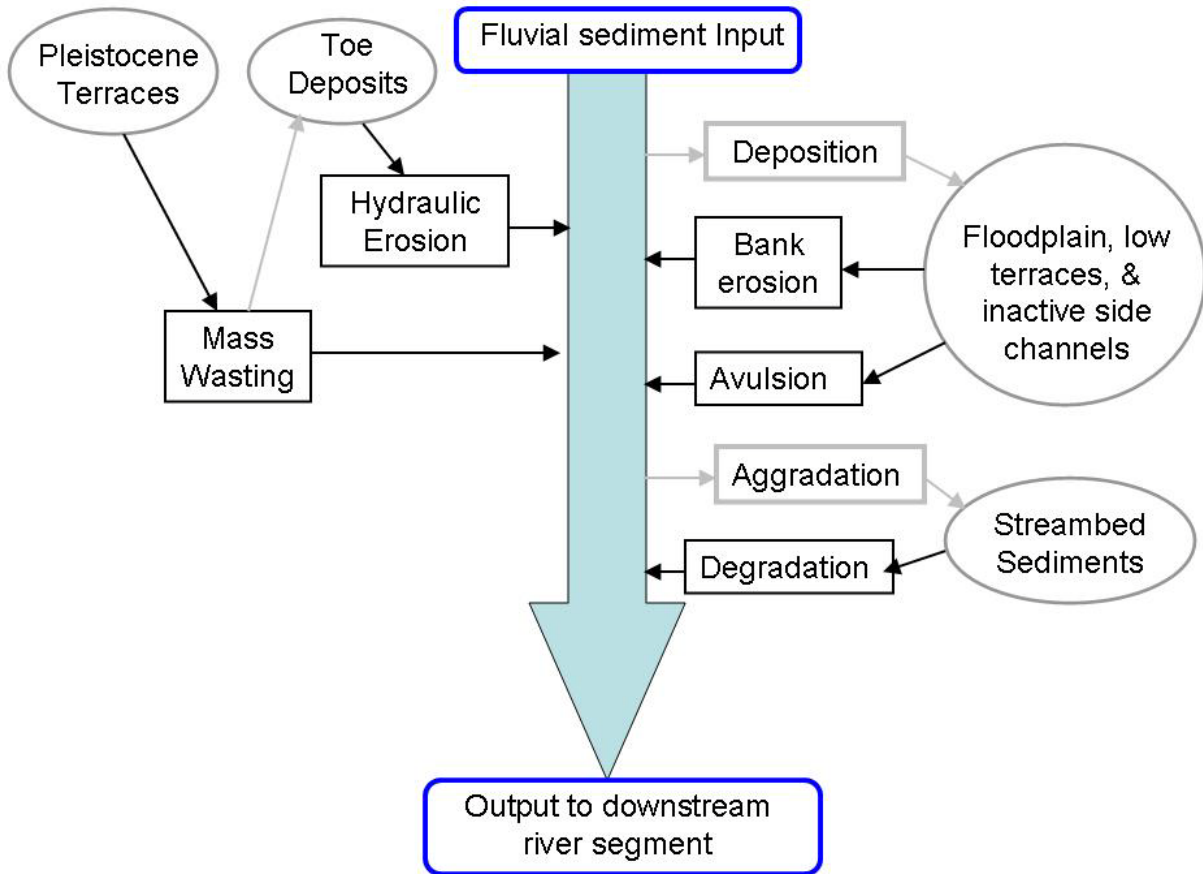 Fluvial sediment Input
Pleistocene
Terraces
Toe
Deposits
Deposition
Hydraulic
Erosion
Bank
erosion
Floodplain, low
terraces, &
inactive side
channels
Mass
Wasting
Avulsion
Aggradation
Streambed
Sediments
Degradation
Output to downstream
river segment